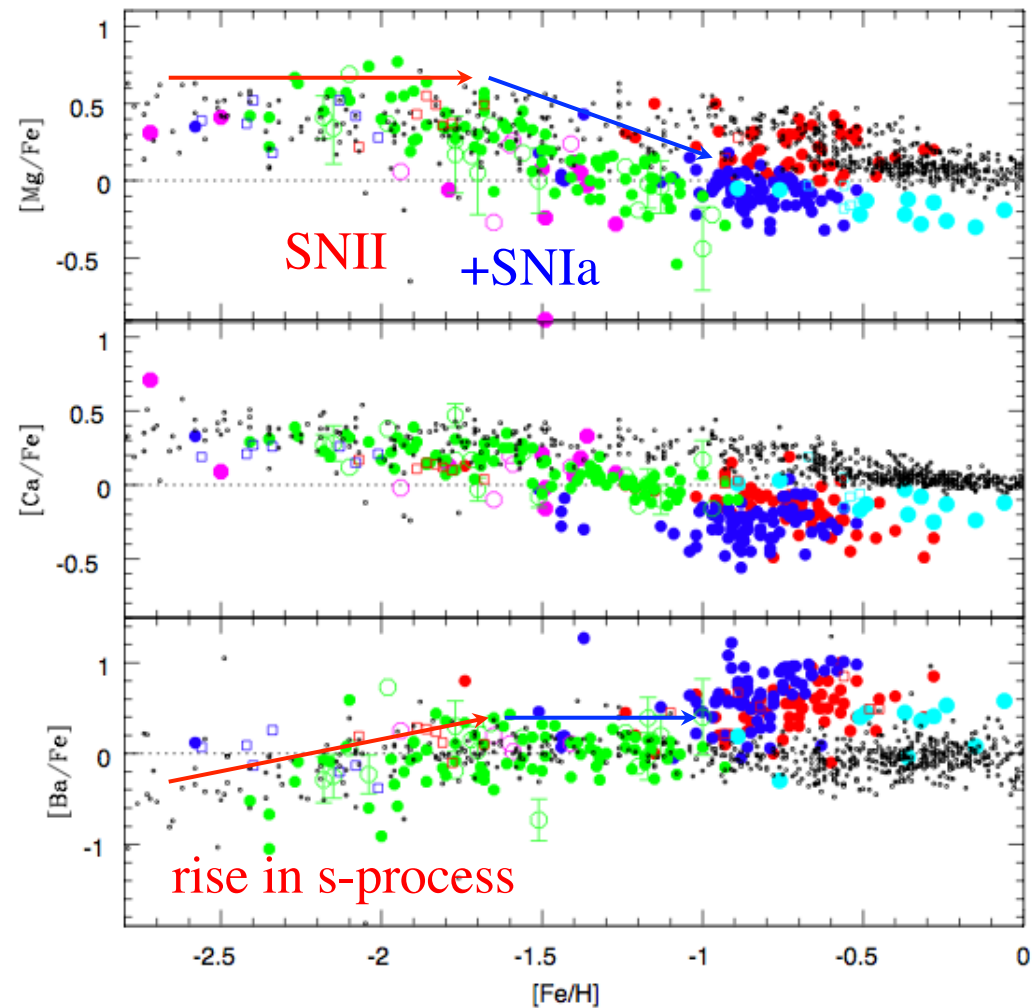 1
0.5
0
-0.5
[Mg/Fe]
SNII
+SNIa
1
0.5
0
-0.5
[Ca/Fe]
1
0
-1
[Ba/Fe]
rise in s-process
-2.5 -2 -1.5 -1 -0.5 0
[Fe/H]